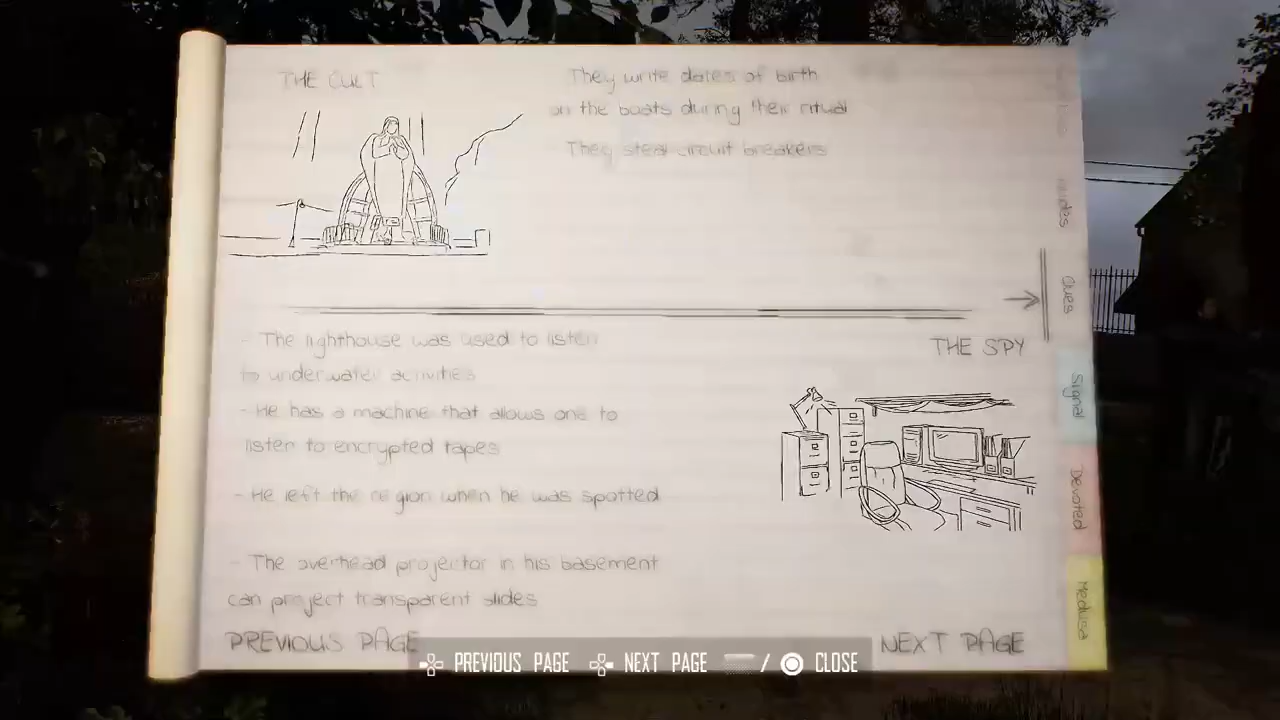 THE CULT
They write dates of birth
on the boats during their ritual
They steal circuit breakers
- The lighthouse was used to listen
to underwater activities
- He has a machine that allows one to
listen to encrypted tapes
- He left the region when he was spotted
- The overhead projector in his basement
can project transparent slides
THE SPY
Clues
Signal
Devoted
Medusa
PREVIOUS PAGE
NEXT PAGE
PREVIOUS PAGE
NEXT PAGE
/
CLOSE